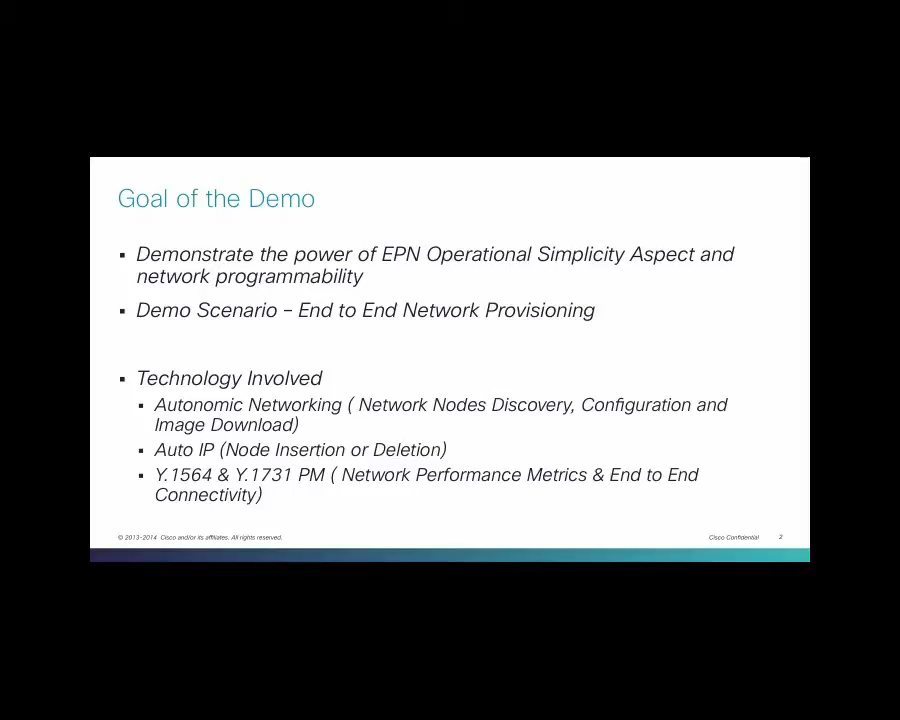 Goal of the Demo
▪ Demonstrate the power of EPN Operational Simplicity Aspect and
network programmability
▪ Demo Scenario – End to End Network Provisioning
▪ Technology Involved
▪ Autonomic Networking ( Network Nodes Discovery, Configuration and
Image Download)
▪ Auto IP (Node Insertion or Deletion)
▪ Y.1564 & Y.1731 PM ( Network Performance Metrics & End to End
Connectivity)
© 2013-2014 Cisco and/or its affiliates. All rights reserved.
Cisco Confidential 2